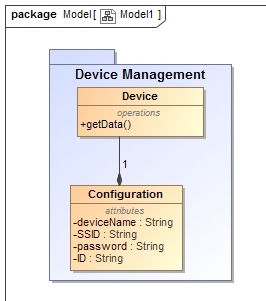 package Model[ Model1 ]
Device Management
Device
operations
+getData()
1
Configuration
attributes
-deviceName : String
-SSID : String
-password : String
-ID : String